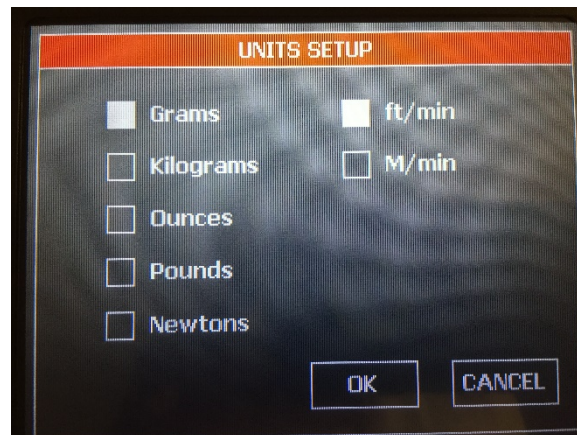 UNITS SETUP
Grams
ft/min
Kilograms
M/min
Ounces
Pounds
Newtons
OK
CANCEL